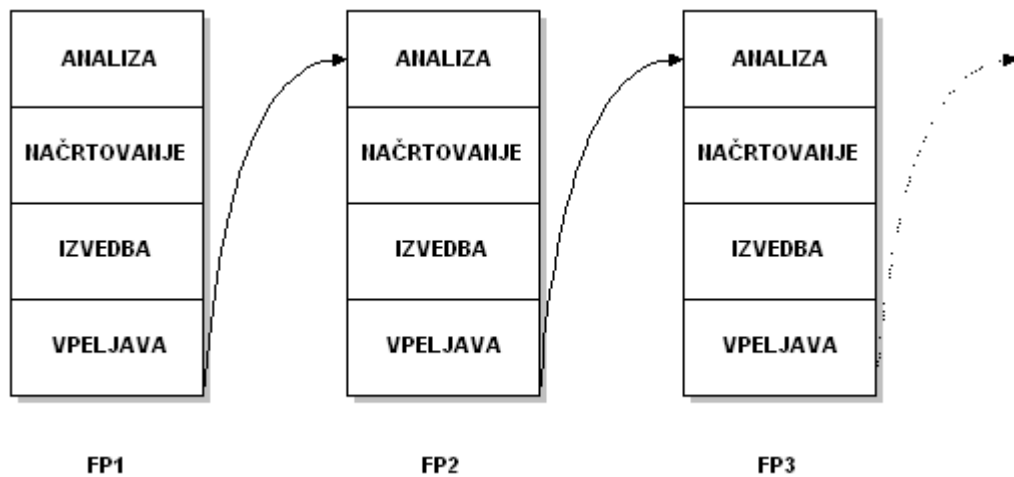 ANALIZA
NAČRTOVANJE
IZVEDBA
VPELJAVA
FP1
ANALIZA
NAČRTOVANJE
IZVEDBA
VPELJAVA
FP2
ANALIZA
NAČRTOVANJE
IZVEDBA
VPELJAVA
FP3